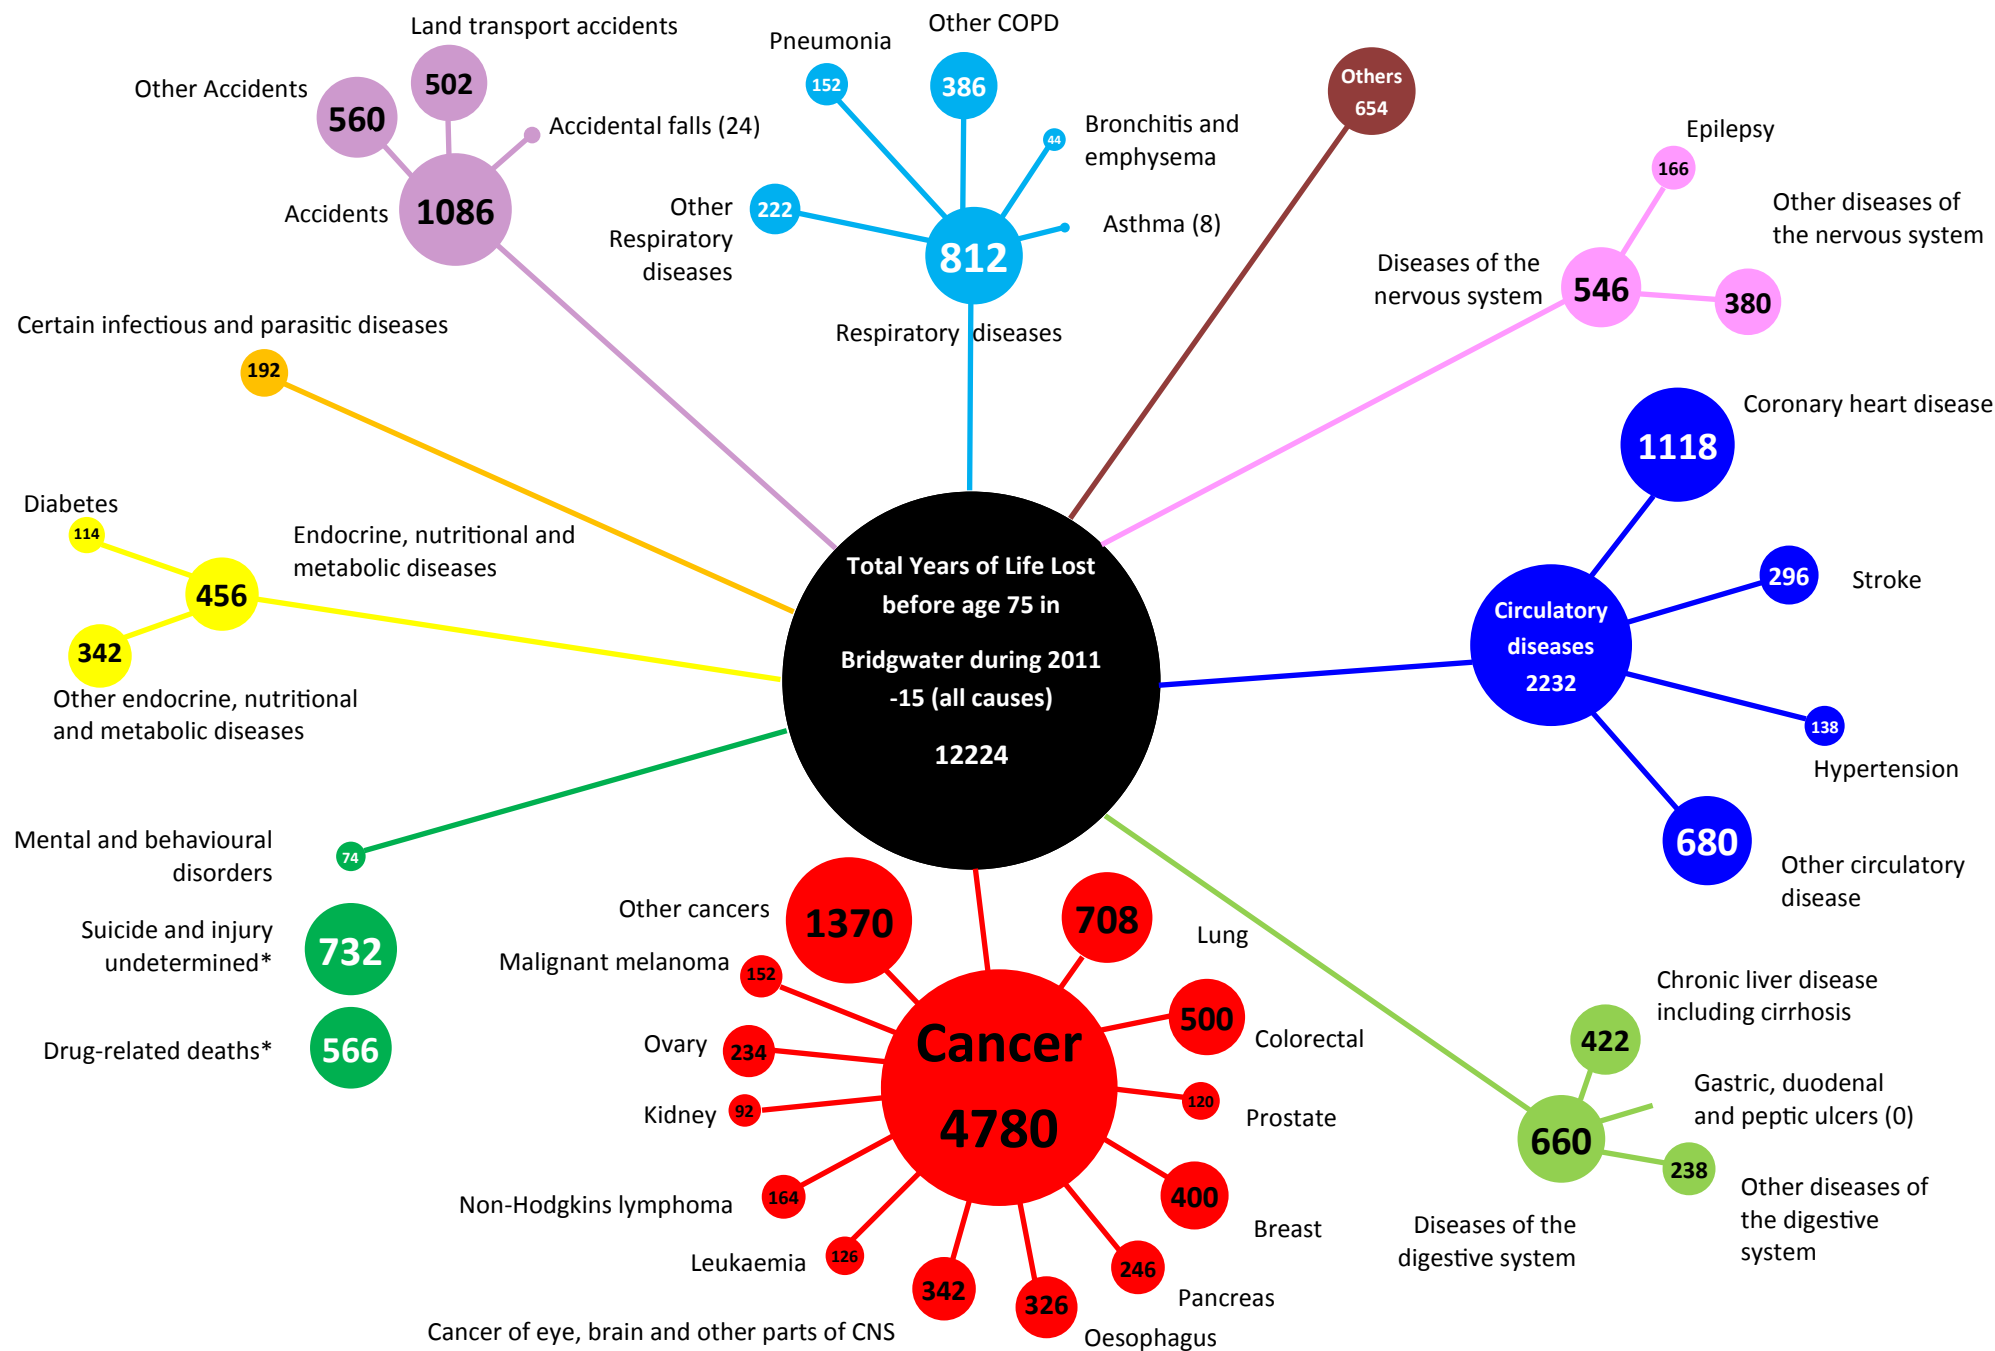 Land transport accidents
502
Other Accidents
560
Accidental falls (24)
Accidents
1086
Pneumonia
152
Other COPD
386
Bronchitis and
emphysema
44
Other
Respiratory
diseases
222
Asthma (8)
812
Respiratory diseases
Others
654
Epilepsy
166
Other diseases of
the nervous system
380
Diseases of the
nervous system
546
Certain infectious and parasitic diseases
192
Coronary heart disease
1118
Stroke
296
Circulatory
diseases
2232
138
Hypertension
680
Other circulatory
disease
Diabetes
114
Endocrine, nutritional and
metabolic diseases
456
342
Other endocrine, nutritional
and metabolic diseases
Total Years of Life Lost
before age 75 in
Bridgwater during 2011
-15 (all causes)
12224
Mental and behavioural
disorders
74
Suicide and injury
undetermined*
732
Drug-related deaths*
566
Other cancers
1370
708
Lung
Malignant melanoma
152
500
Colorectal
Ovary
234
Cancer
4780
Kidney
92
120
Prostate
Non-Hodgkins lymphoma
164
400
Breast
Leukaemia
126
246
Pancreas
342
Cancer of eye, brain and other parts of CNS
326
Oesophagus
Chronic liver disease
including cirrhosis
422
Gastric, duodenal
and peptic ulcers (0)
660
238
Other diseases of
the digestive
system
Diseases of the
digestive system